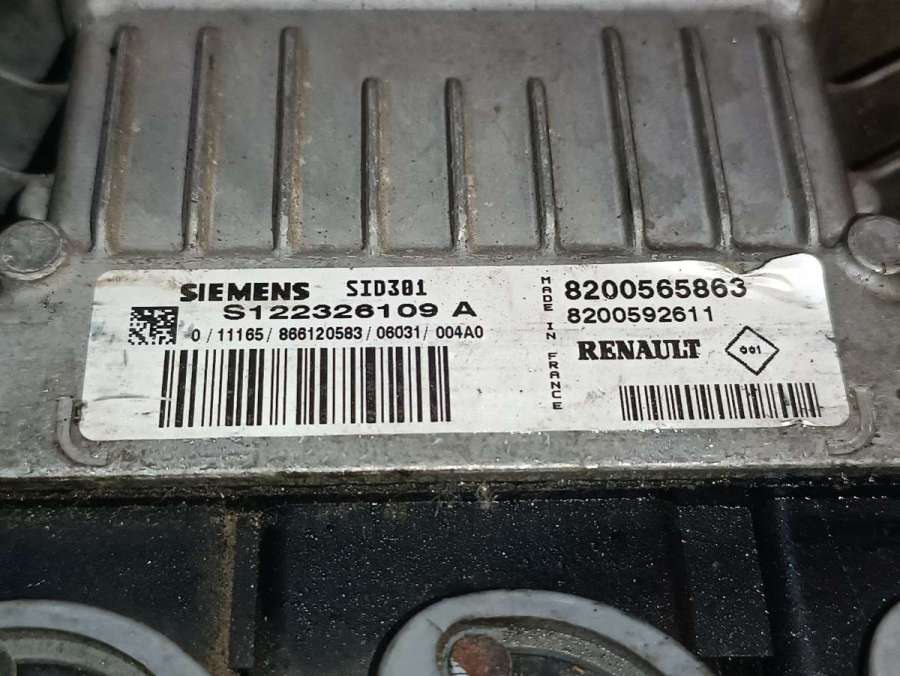 SIEMENS SID301
S122326109 A
0/11165/866120583/06031/004A0
MADE IN FRANCE
8200565863
8200592611
RENAULT 001